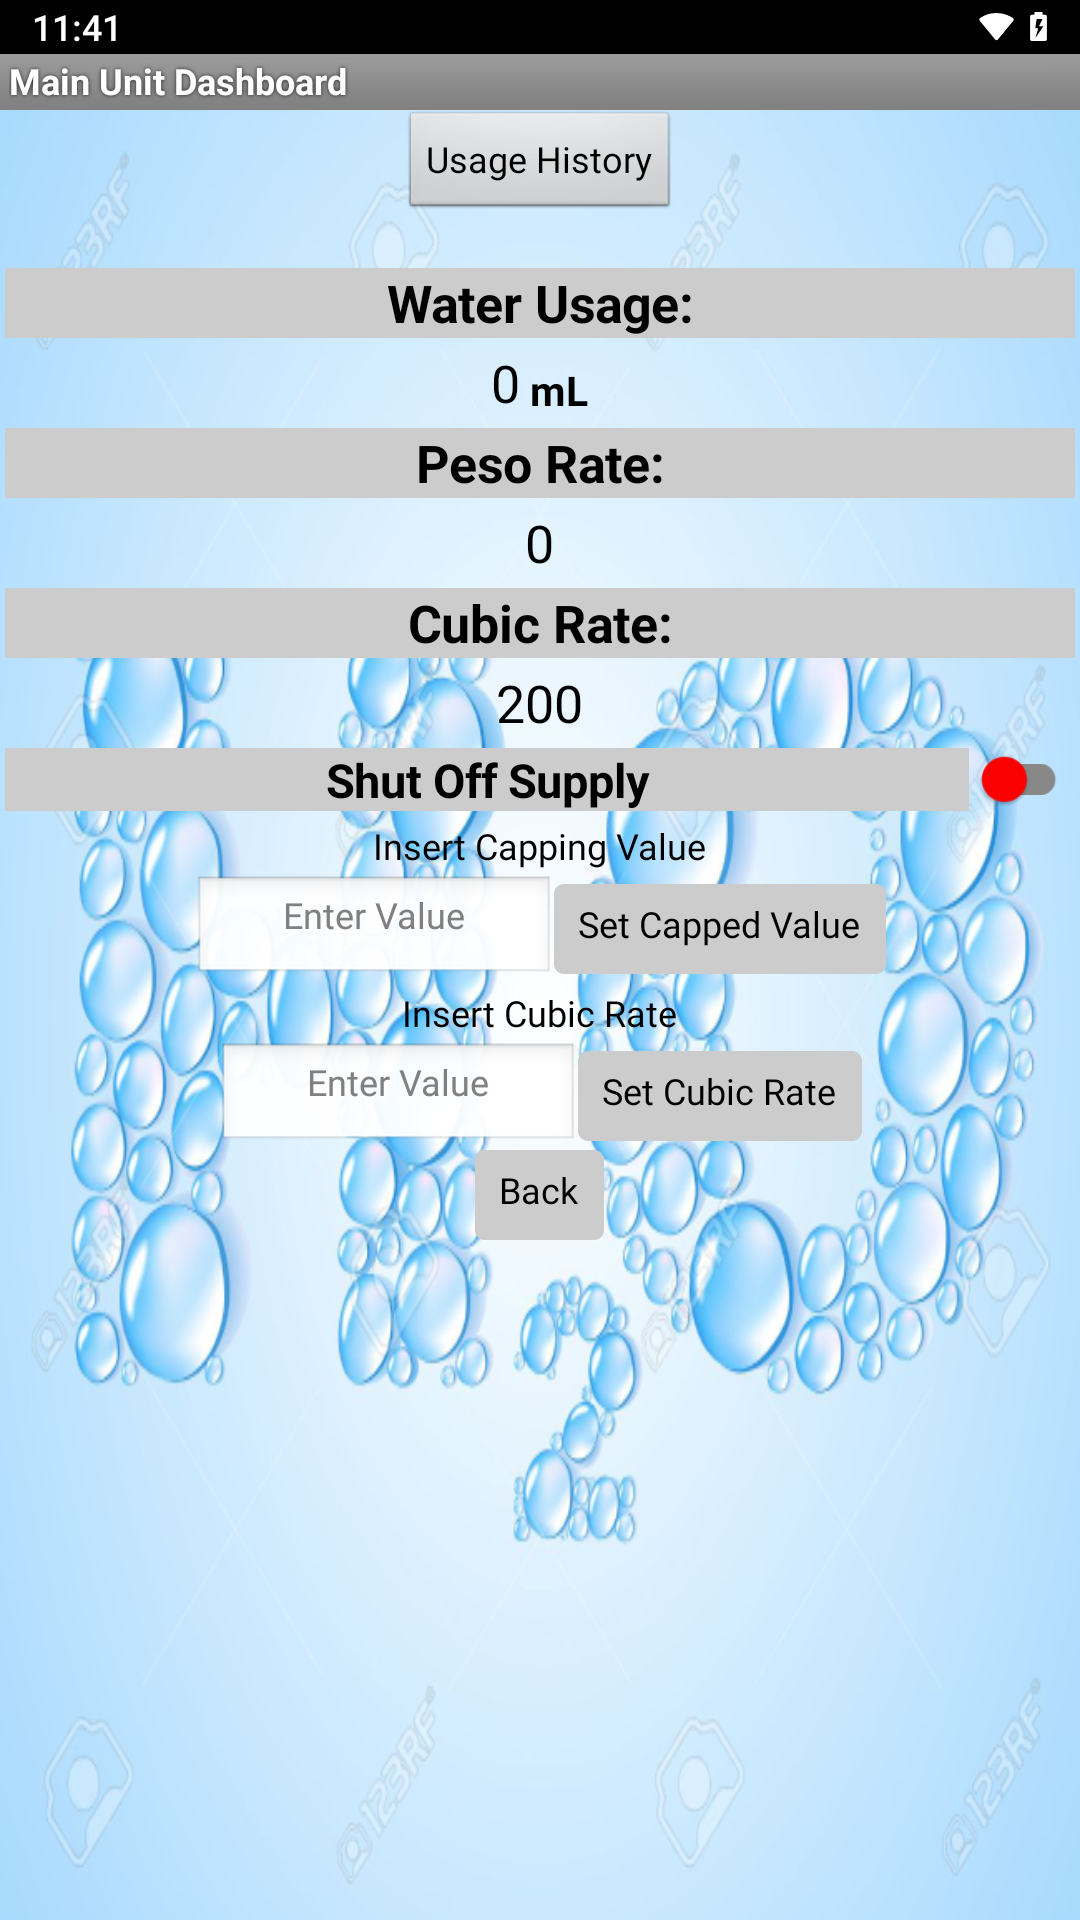 11:41
Main Unit Dashboard
Usage History
Water Usage:
0 mL
Peso Rate:
0
Cubic Rate:
200
Shut Off Supply
Insert Capping Value
Enter Value Set Capped Value
Insert Cubic Rate
Enter Value Set Cubic Rate
Back
H2O
@123RF
@123RF
@123RF
@123RF
@123RF